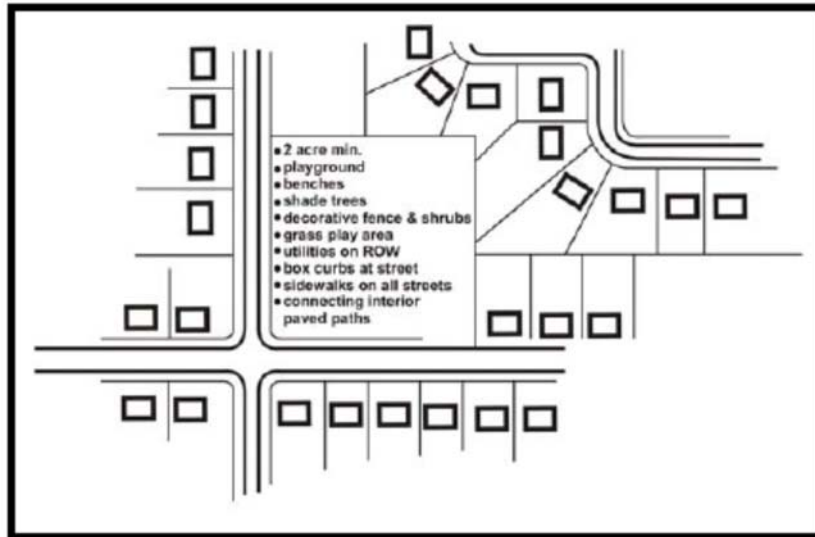 • 2 acre min.
• playground
• benches
• shade trees
• decorative fence & shrubs
• grass play area
• utilities on ROW
• box curbs at street
• sidewalks on all streets
• connecting interior
paved paths